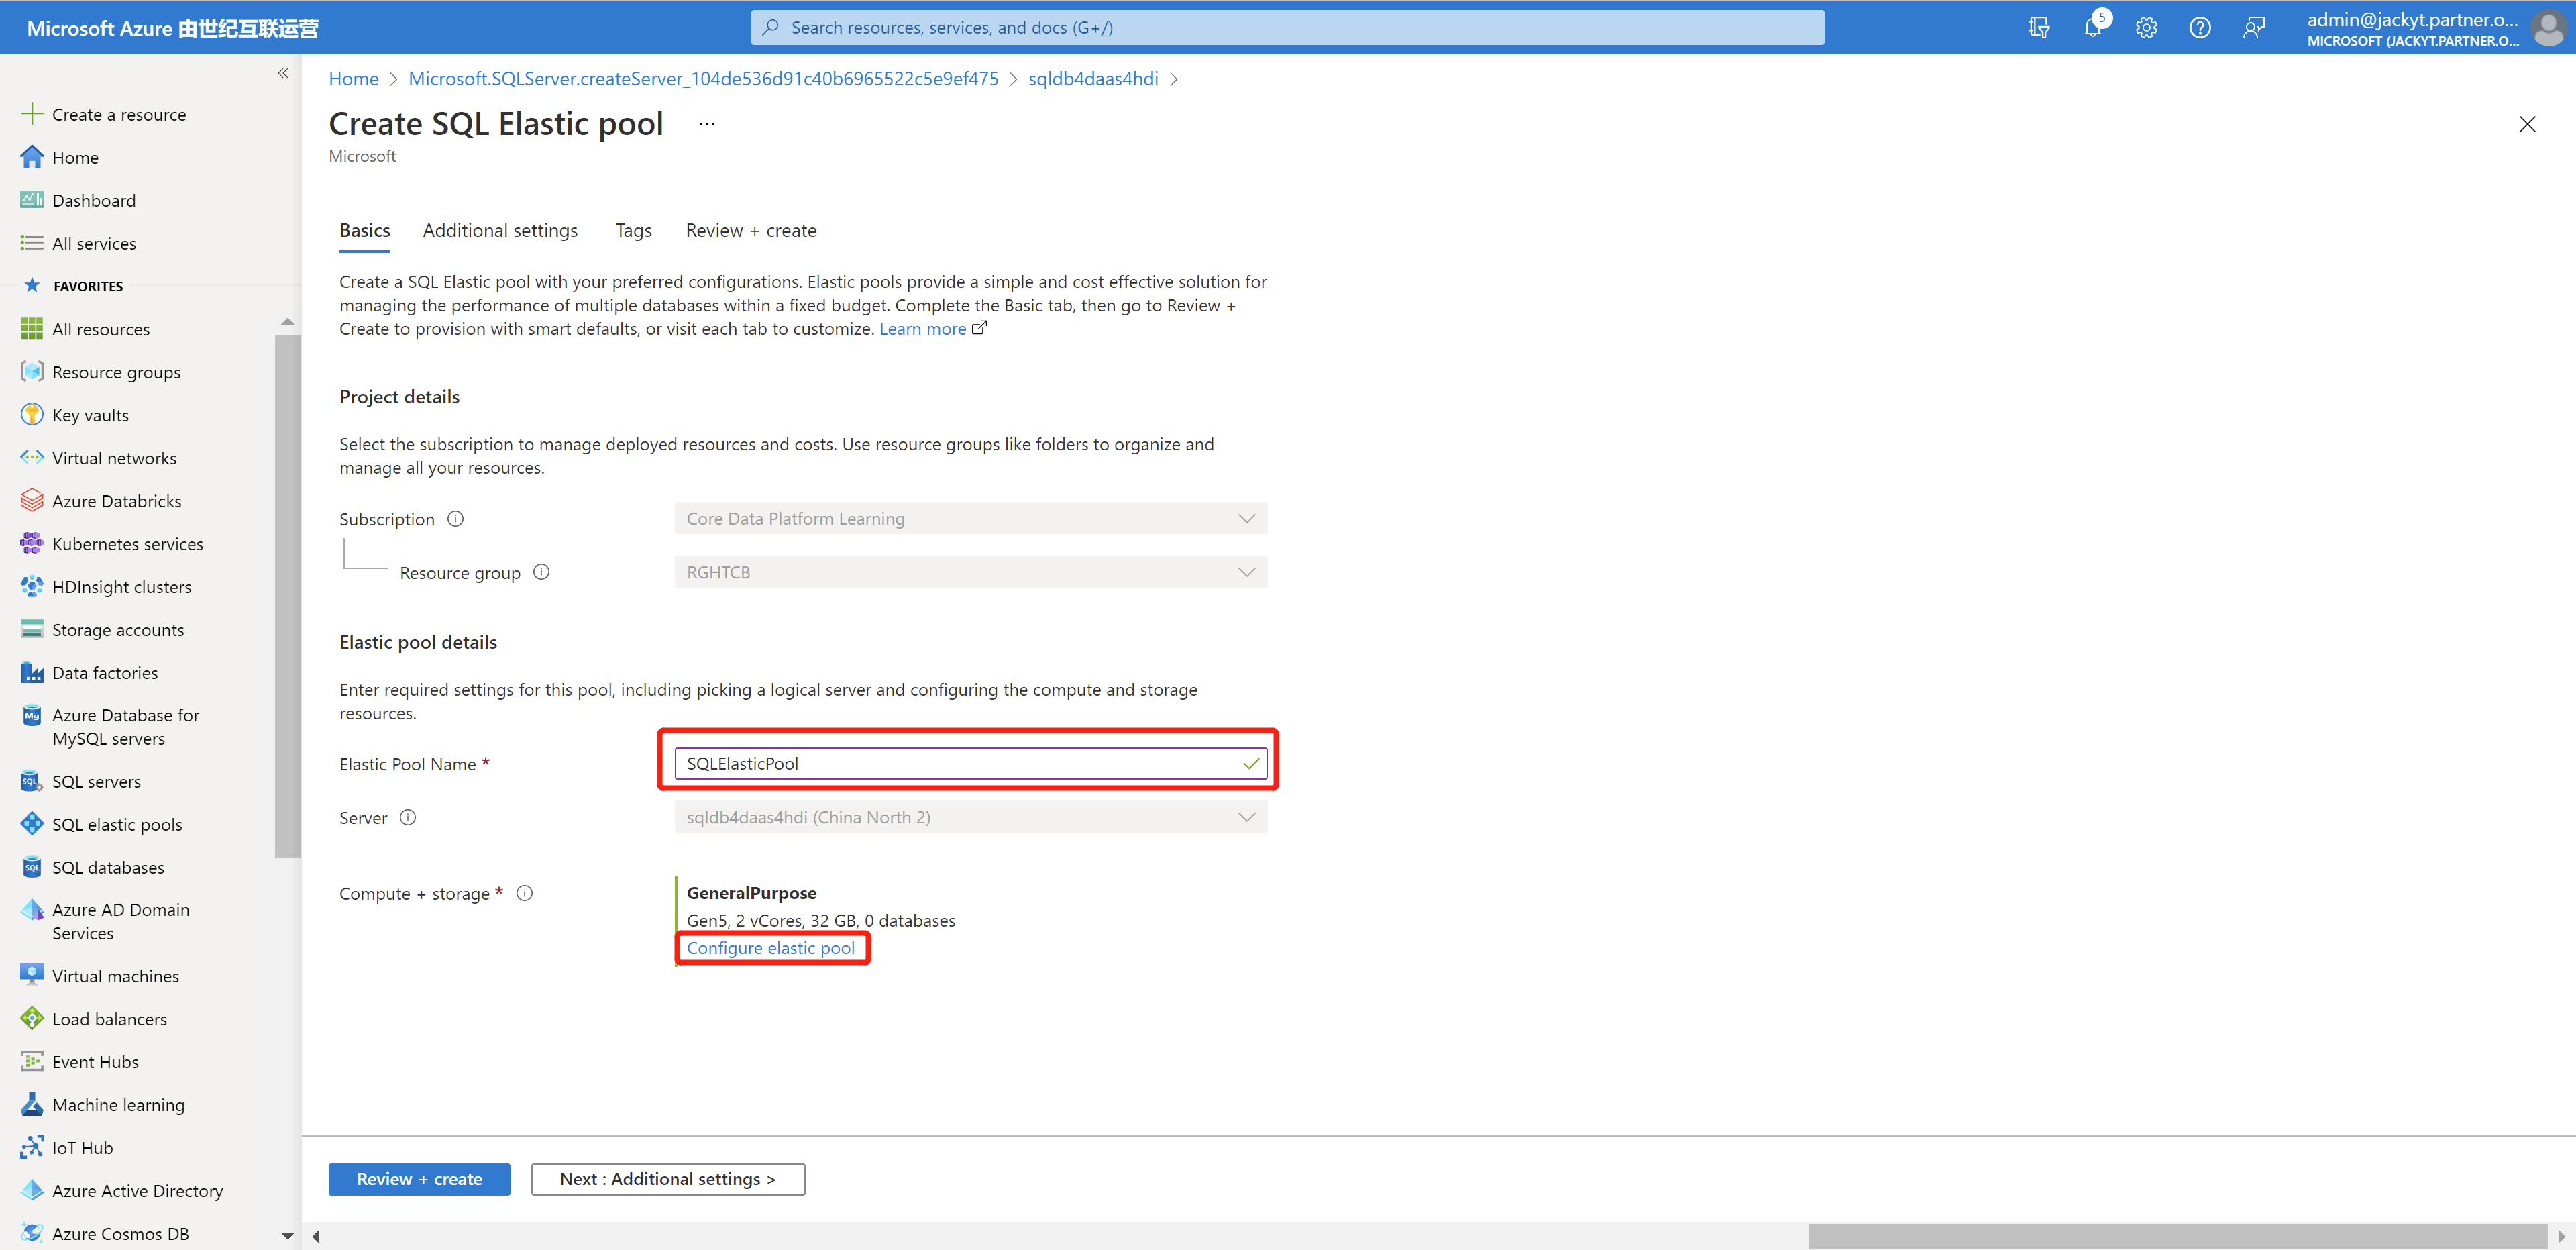 Microsoft Azure 由世纪互联运营
Search resources, services, and docs (G+/)
5
admin@jackyt.partner.o...
MICROSOFT (JACKYT.PARTNER.O...
Create a resource
Home
Dashboard
All services
FAVORITES
All resources
Resource groups
Key vaults
Virtual networks
Azure Databricks
Kubernetes services
HDInsight clusters
Storage accounts
Data factories
Azure Database for
MySQL servers
SQL servers
SQL elastic pools
SQL databases
Azure AD Domain
Services
Virtual machines
Load balancers
Event Hubs
Machine learning
IoT Hub
Azure Active Directory
Azure Cosmos DB
Home > Microsoft.SQLServer.createServer_104de536d91c40b6965522c5e9ef475 > sqldb4daas4hdi >
Create SQL Elastic pool ...
Microsoft
Basics Additional settings Tags Review + create
Create a SQL Elastic pool with your preferred configurations. Elastic pools provide a simple and cost effective solution for
managing the performance of multiple databases within a fixed budget. Complete the Basic tab, then go to Review +
Create to provision with smart defaults, or visit each tab to customize. Learn more
Project details
Select the subscription to manage deployed resources and costs. Use resource groups like folders to organize and
manage all your resources.
Subscription Core Data Platform Learning
Resource group RGHTCB
Elastic pool details
Enter required settings for this pool, including picking a logical server and configuring the compute and storage
resources.
Elastic Pool Name * SQLElasticPool
Server sqldb4daas4hdi (China North 2)
Compute + storage * GeneralPurpose
Gen5, 2 vCores, 32 GB, 0 databases
Configure elastic pool
Review + create Next : Additional settings >